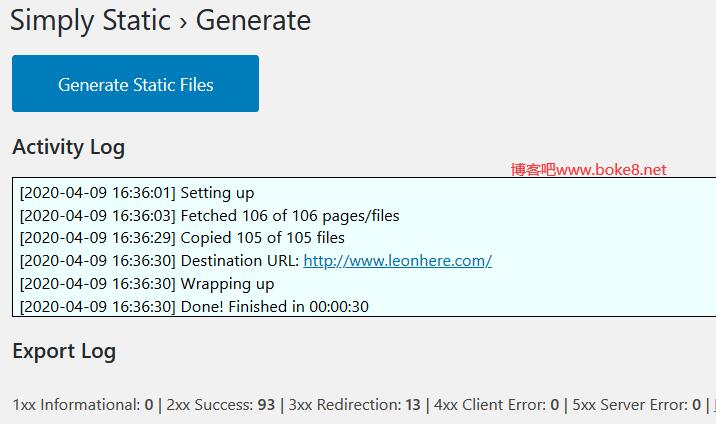 Simply Static › Generate
Generate Static Files
Activity Log
博客吧www.boke8.net
[2020-04-09 16:36:01] Setting up
[2020-04-09 16:36:03] Fetched 106 of 106 pages/files
[2020-04-09 16:36:29] Copied 105 of 105 files
[2020-04-09 16:36:30] Destination URL: http://www.leonhere.com/
[2020-04-09 16:36:30] Wrapping up
[2020-04-09 16:36:30] Done! Finished in 00:00:30
Export Log
1xx Informational: 0 | 2xx Success: 93 | 3xx Redirection: 13 | 4xx Client Error: 0 | 5xx Server Error: 0 |